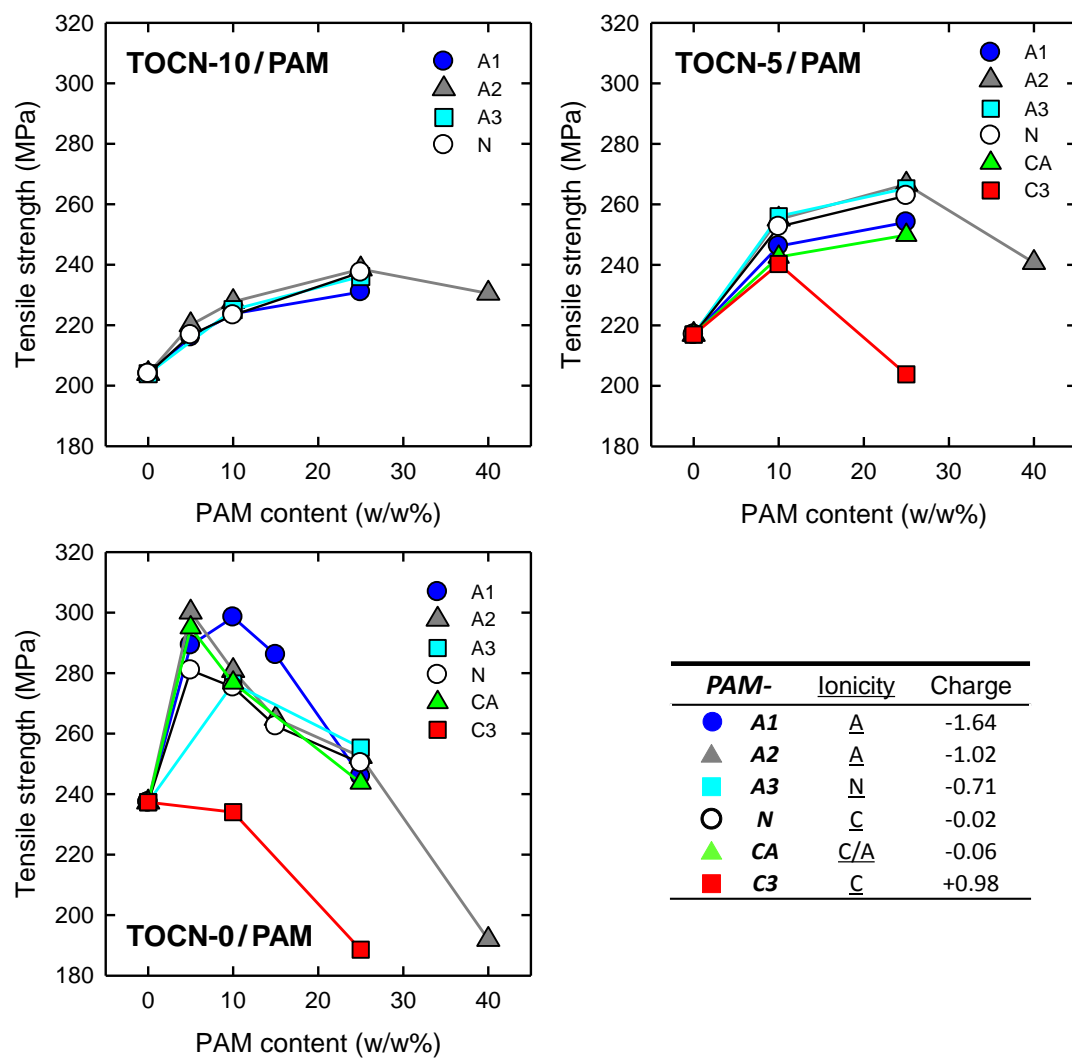 TOCN-10/PAM
A1
A2
A3
N
320
300
280
260
240
220
200
180
Tensile strength (MPa)
0 10 20 30 40
PAM content (w/w%)
TOCN-5/PAM
A1
A2
A3
N
CA
C3
320
300
280
260
240
220
200
180
Tensile strength (MPa)
0 10 20 30 40
PAM content (w/w%)
A1
A2
A3
N
CA
C3
320
300
280
260
240
220
200
180
Tensile strength (MPa)
TOCN-0/PAM
0 10 20 30 40
PAM content (w/w%)
PAM- Ionicity Charge
A1 A -1.64
A2 A -1.02
A3 N -0.71
N C -0.02
CA C/A -0.06
C3 C +0.98